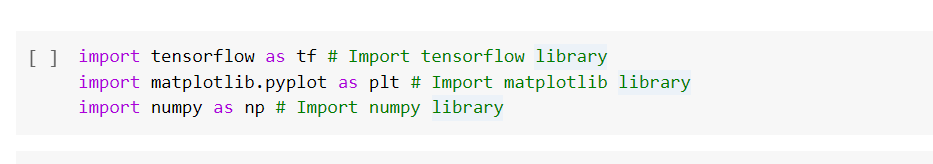 [ ] import tensorflow as tf # Import tensorflow library
import matplotlib.pyplot as plt # Import matplotlib library
import numpy as np # Import numpy library